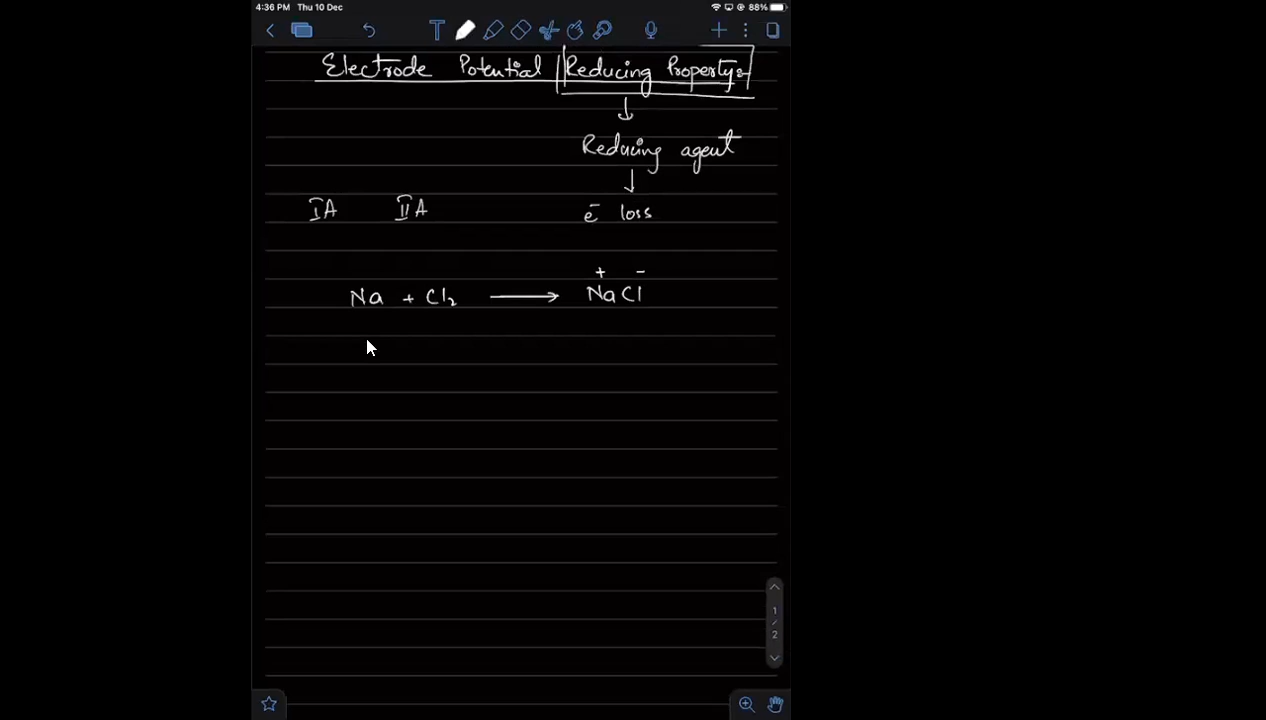 4:36 PM Thu 10 Dec 88%
T
Electrode Potential | Reducing Property:
↓
Reducing agent
↓
IA IIA e⁻ loss
+ −
Na + Cl₂ ⟶ NaCl
1
/
2